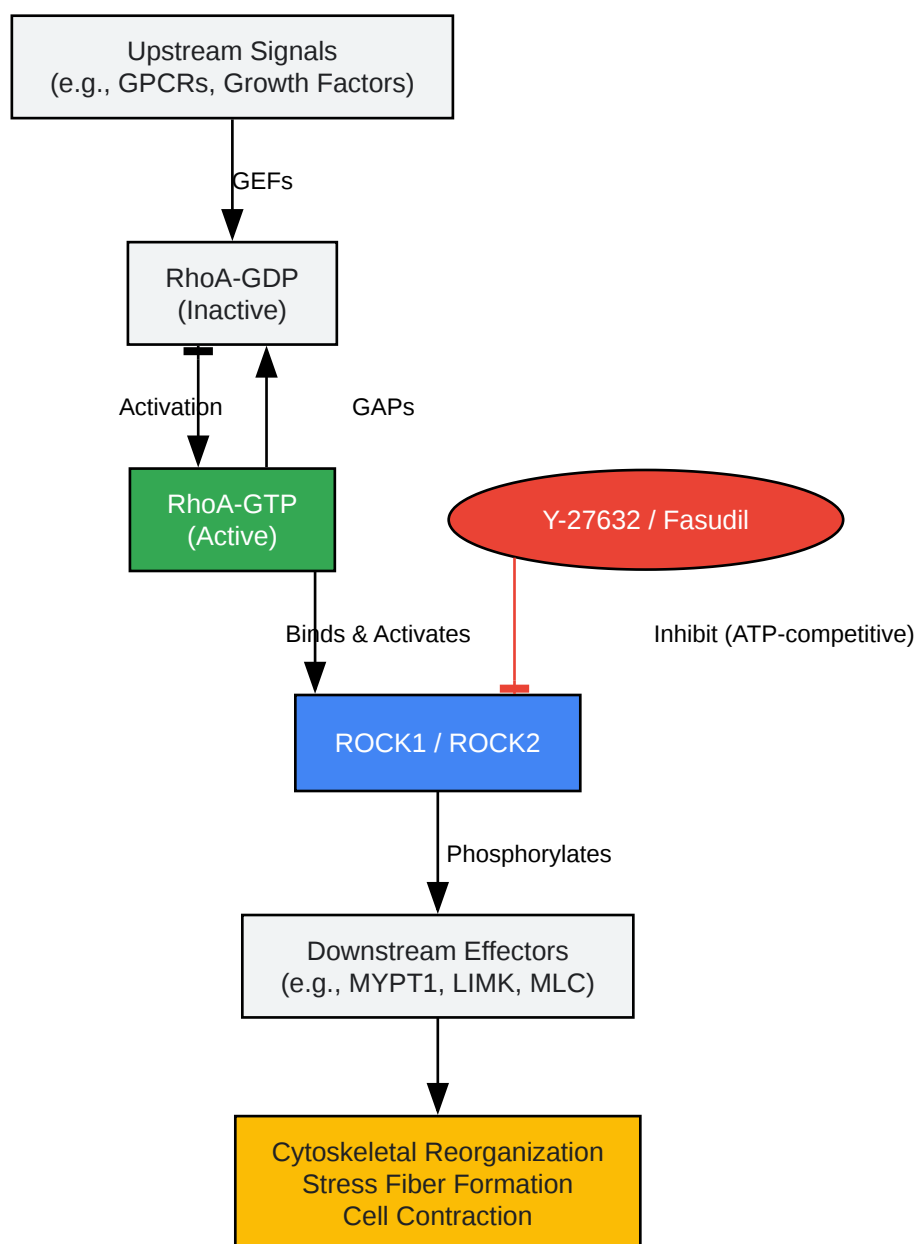 Upstream Signals
(e.g., GPCRs, Growth Factors)
GEFs
RhoA-GDP
(Inactive)
Activation
GAPs
RhoA-GTP
(Active)
Y-27632 / Fasudil
Binds & Activates
Inhibit (ATP-competitive)
ROCK1 / ROCK2
Phosphorylates
Downstream Effectors
(e.g., MYPT1, LIMK, MLC)
Cytoskeletal Reorganization
Stress Fiber Formation
Cell Contraction